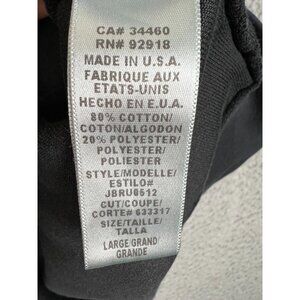 CA# 34460
RN# 92918
MADE IN U.S.A.
FABRIQUE AUX
ETATS-UNIS
HECHO EN E.U.A.
80% COTTON/
COTON/ALGODON
20% POLYESTER/
POLYESTER/
POLIESTER
STYLE/MODELLE/
ESTILO#
JBRU0512
CUT/COUPE/
CORTE# 633317
SIZE/TAILLE/
TALLA
LARGE/GRAND/
GRANDE